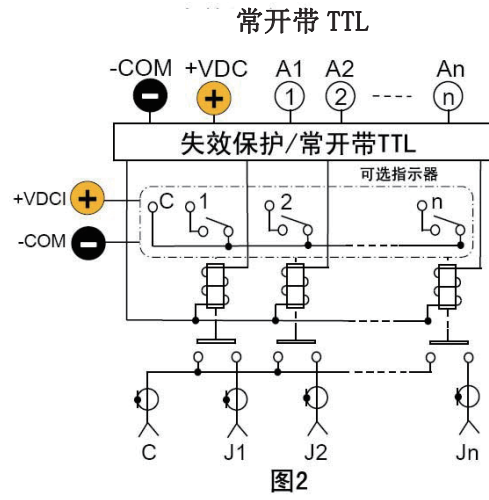 常开带 TTL
-COM +VDC A1 A2 An
1 2 n
失效保护/常开带TTL
可选指示器
+VDCI
C 1 2 n
-COM
C J1 J2 Jn
图2